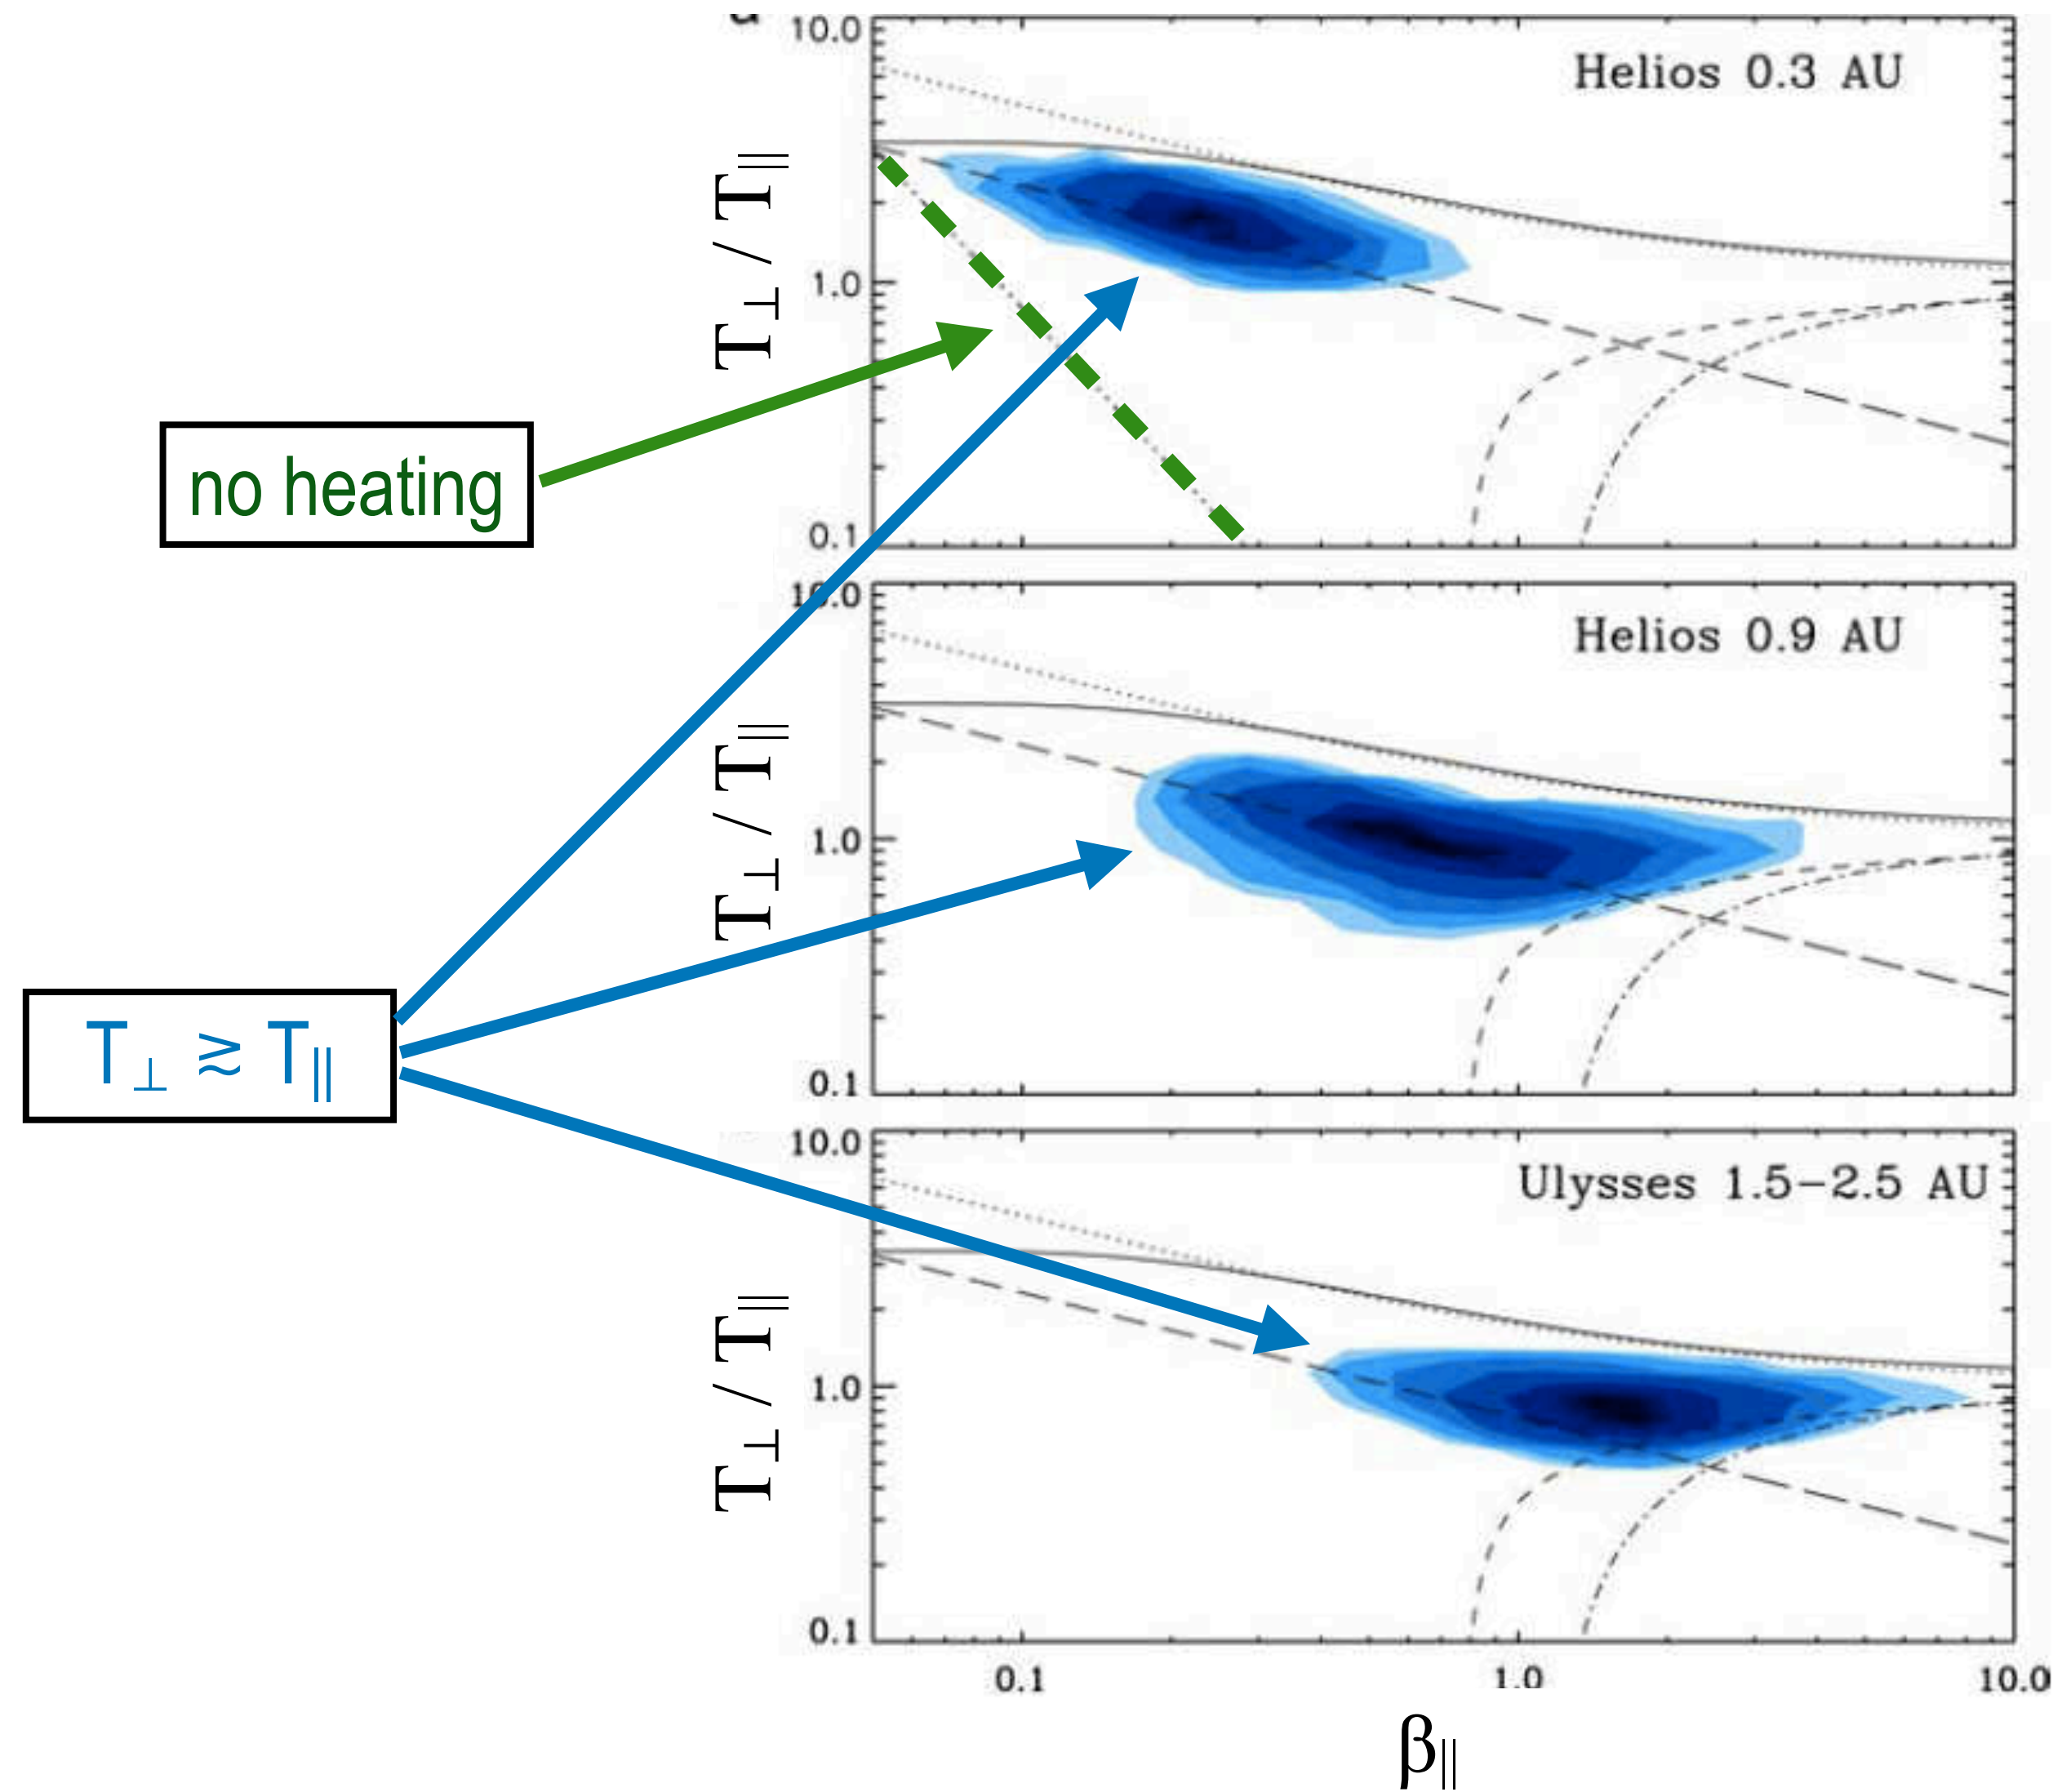 10.0
Helios 0.3 AU
T⊥ / T∥
1.0
0.1
no heating
10.0
Helios 0.9 AU
T⊥ / T∥
1.0
0.1
T⊥ ≳ T∥
10.0
Ulysses 1.5–2.5 AU
T⊥ / T∥
1.0
0.1
0.1 1.0 10.0
β∥